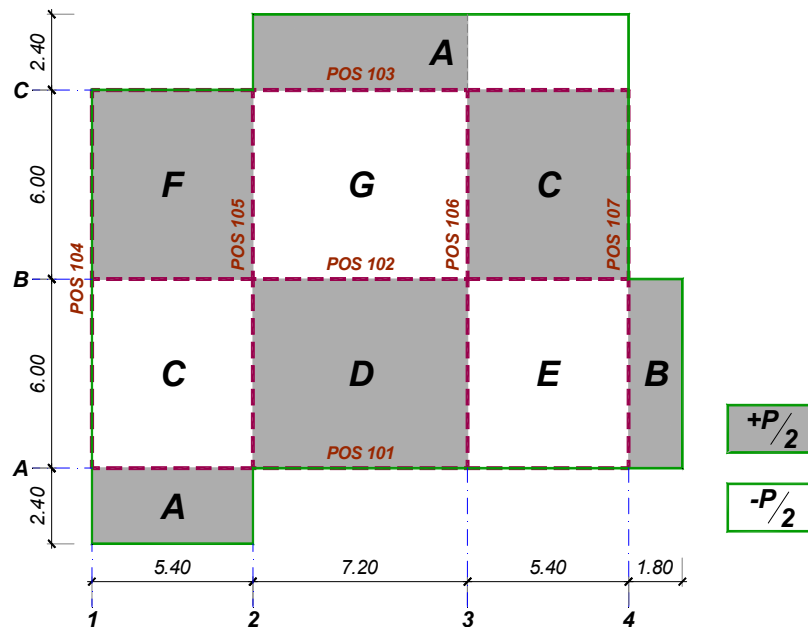 2.40
A
POS 103
C
6.00
F
G
C
POS 104
POS 105
POS 106
POS 107
B
POS 102
6.00
C
D
E
B
+P/2
A
POS 101
-P/2
2.40
A
5.40
7.20
5.40
1.80
1
2
3
4